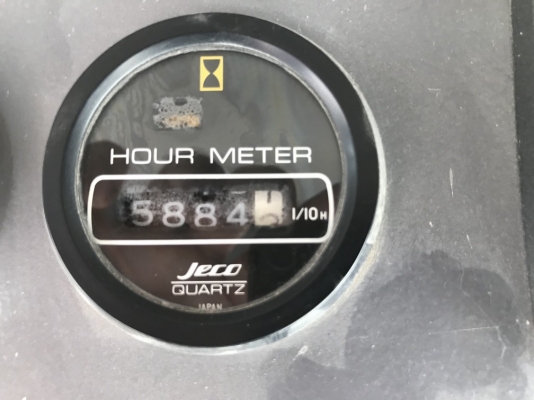 HOUR METER
5884 1/10H
Jeco
QUARTZ
JAPAN